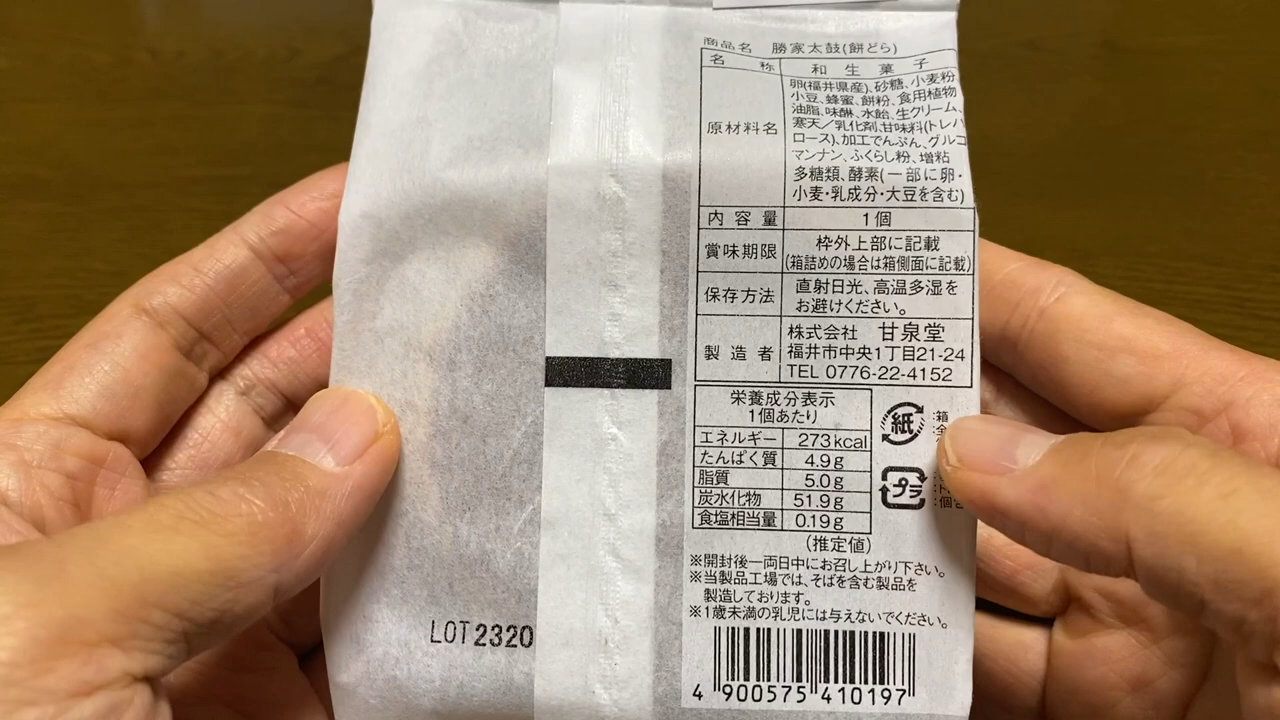 商品名 勝家太鼓(餅どら)
名称 和生菓子
原材料名
卵(福井県産)、砂糖、小麦粉
小豆、蜂蜜、餅粉、食用植物
油脂、味醂、水飴、生クリーム、
寒天/乳化剤、甘味料(トレハ
ロース)、加工でんぷん、グルコ
マンナン、ふくらし粉、増粘
多糖類、酵素(一部に卵・
小麦・乳成分・大豆を含む)
内容量 1個
賞味期限 枠外上部に記載
(箱詰めの場合は箱側面に記載)
保存方法 直射日光、高温多湿を
お避けください。
製造者 株式会社 甘泉堂
福井市中央1丁目21-24
TEL 0776-22-4152
栄養成分表示
1個あたり
エネルギー 273kcal
たんぱく質 4.9g
脂質 5.0g
炭水化物 51.9g
食塩相当量 0.19g
(推定値)
紙 :箱
プラ
※開封後一両日中にお召し上がり下さい。
※当製品工場では、そばを含む製品を
製造しております。
※1歳未満の乳児には与えないでください。
LOT2320
4 900575 410197